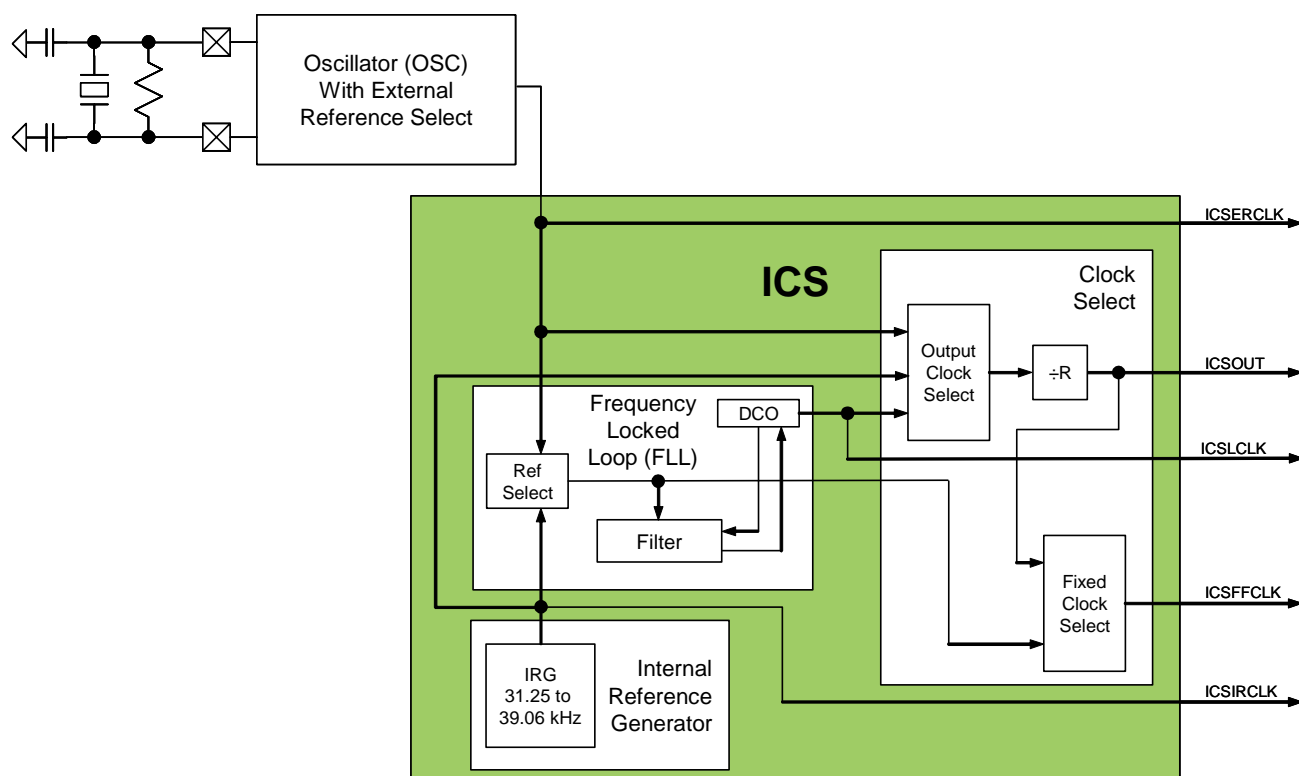 Oscillator (OSC)
With External
Reference Select
ICSERCLK
ICS
Clock
Select
Output
Clock
Select
÷R
ICSOUT
Frequency
Locked
Loop (FLL)
DCO
ICSLCLK
Ref
Select
Filter
Fixed
Clock
Select
ICSFFCLK
IRG
31.25 to
39.06 kHz
Internal
Reference
Generator
ICSIRCLK